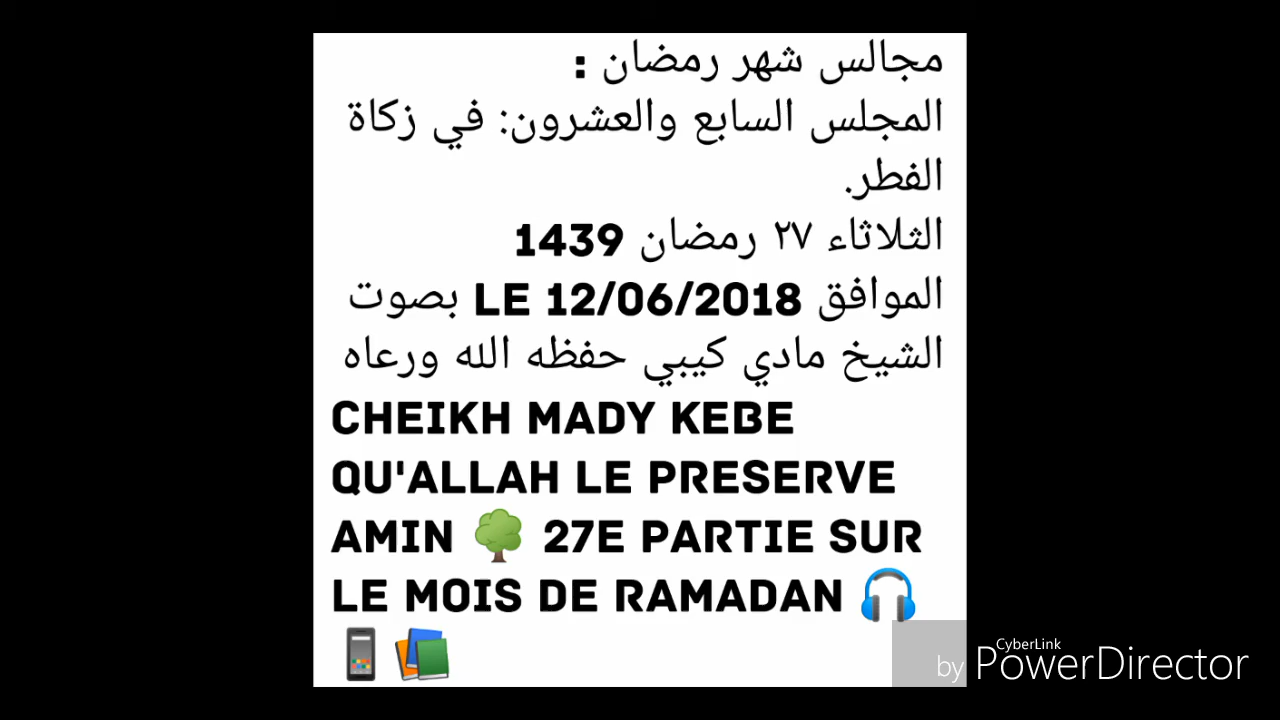 مجالس شهر رمضان :
المجلس السابع والعشرون: في زكاة
الفطر.
الثلاثاء ٢٧ رمضان 1439
الموافق LE 12/06/2018 بصوت
الشيخ مادي كيبي حفظه الله ورعاه
CHEIKH MADY KEBE
QU'ALLAH LE PRESERVE
AMIN 🌳 27E PARTIE SUR
LE MOIS DE RAMADAN 🎧
📱 📚
CyberLink
by PowerDirector